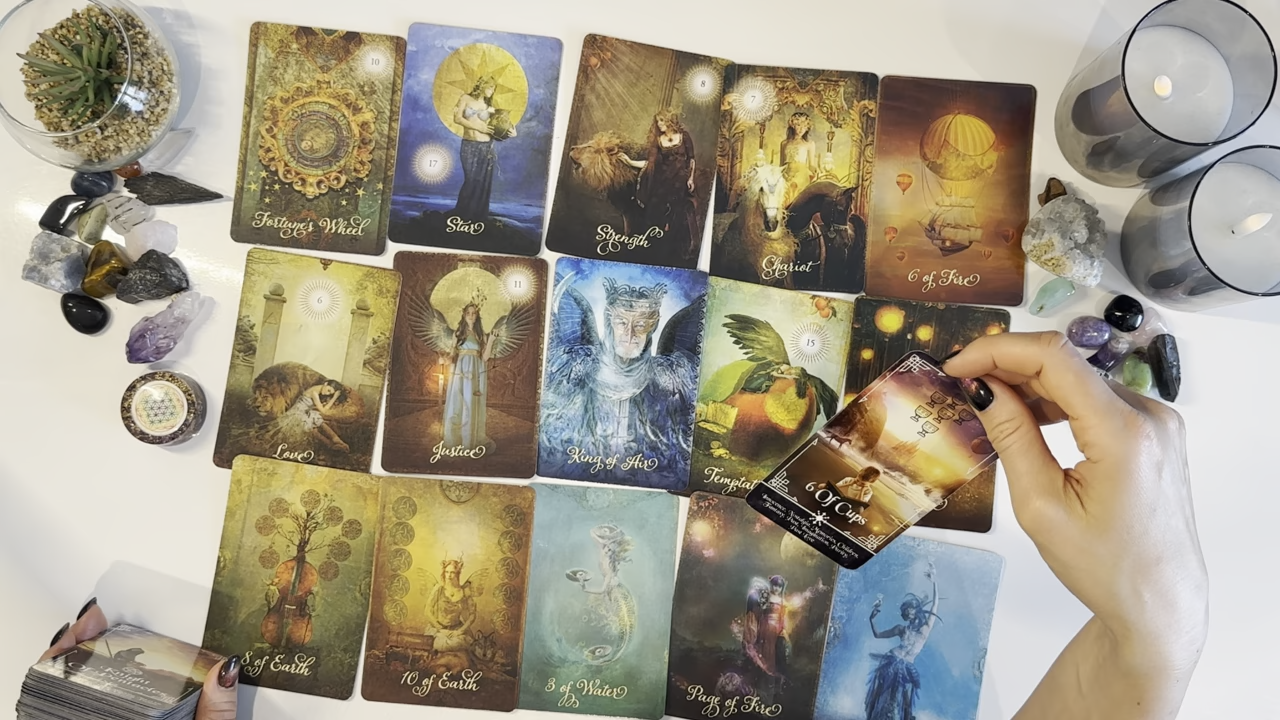 10
Fortune's Wheel
17
Star
8
Strength
7
Chariot
6 of Fire
6
Love
11
Justice
King of Air
15
6 Of Cups
8 of Earth
10 of Earth
3 of Water
Page of Fire